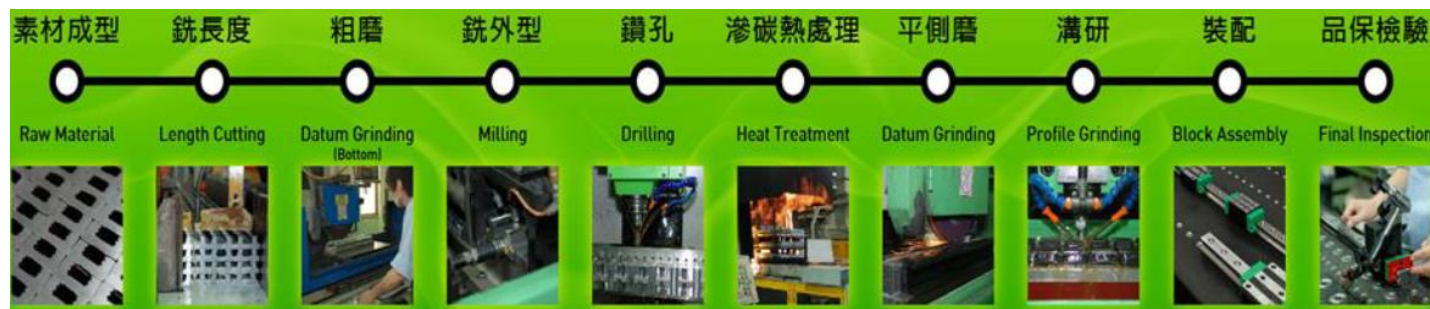 素材成型 銑長度 粗磨 銑外型 鑽孔 滲碳熱處理 平側磨 溝研 裝配 品保檢驗
Raw Material Length Cutting Datum Grinding Milling Drilling Heat Treatment Datum Grinding Profile Grinding Block Assembly Final Inspection
(Bottom)